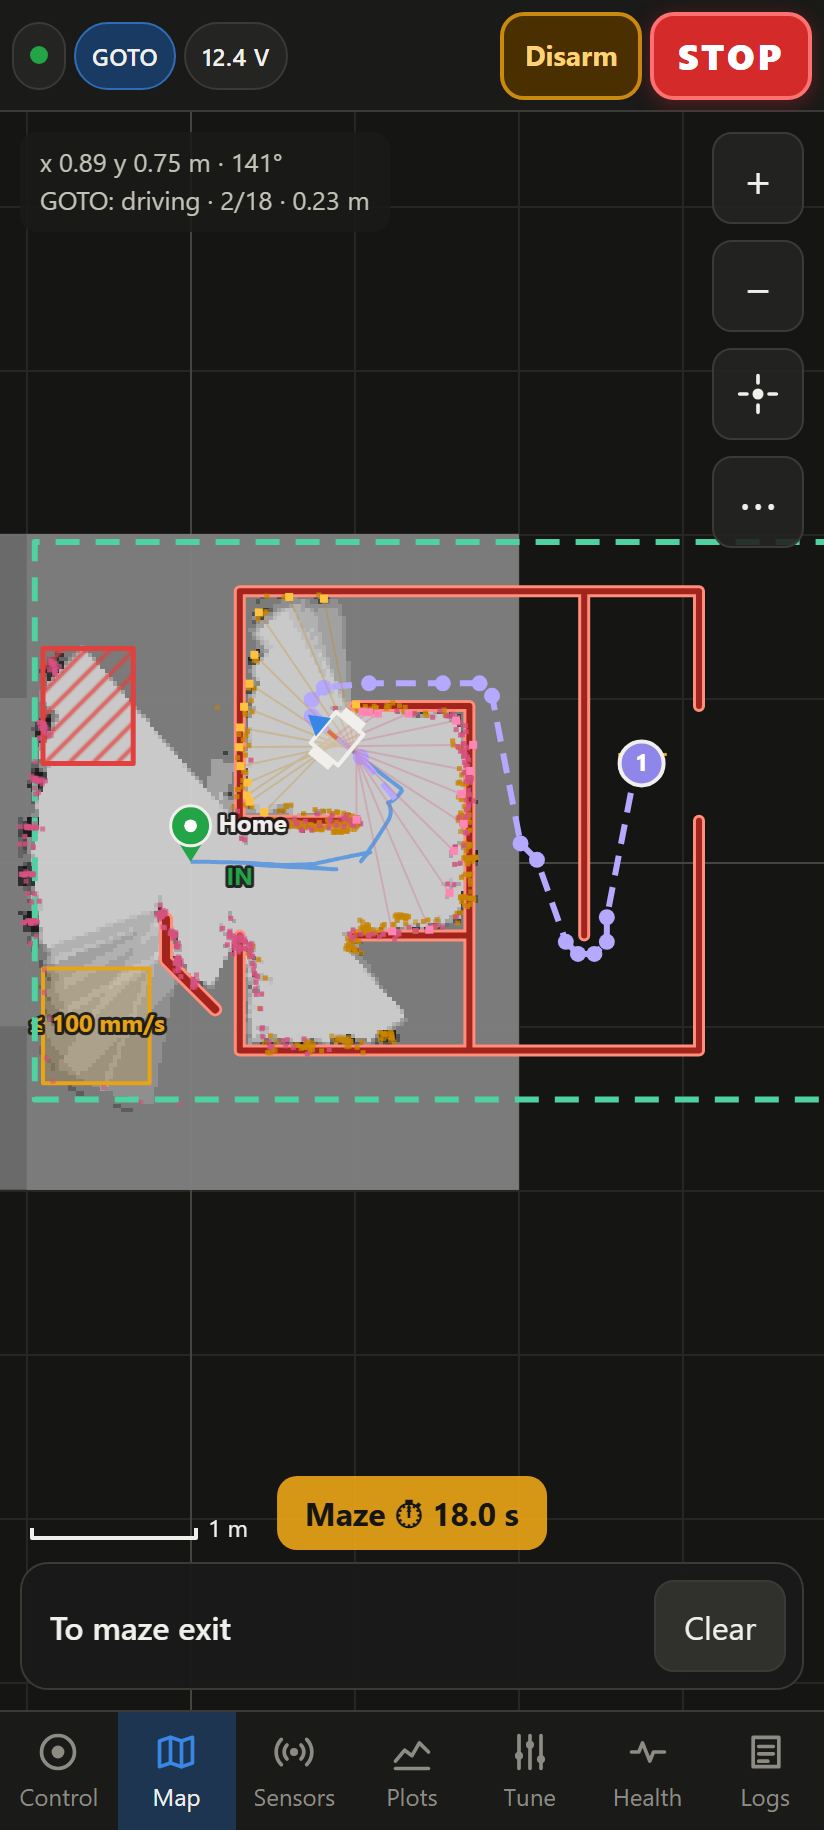 GOTO
12.4 V
Disarm
STOP
x 0.89 y 0.75 m · 141°
GOTO: driving · 2/18 · 0.23 m
+
−
...
1
Home
IN
≤ 100 mm/s
1 m
Maze ⏱ 18.0 s
To maze exit
Clear
Control
Map
Sensors
Plots
Tune
Health
Logs